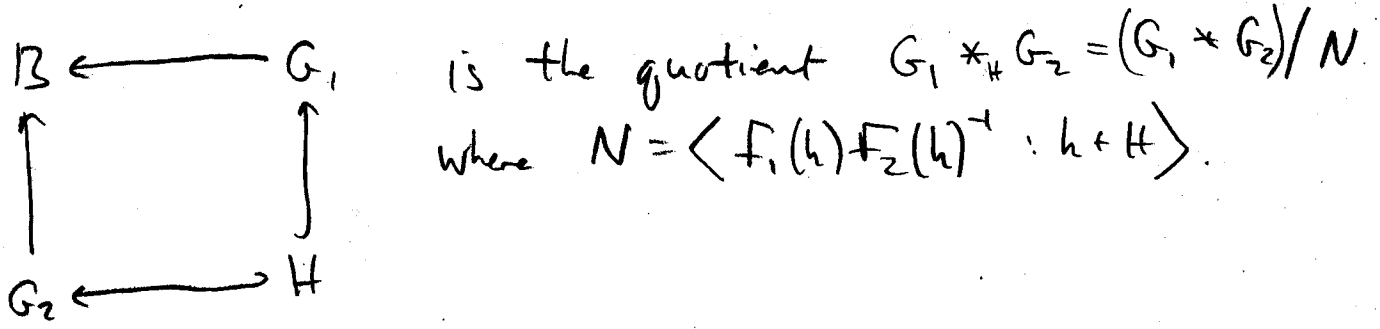 B ← G₁ is the quotient G₁ *_H G₂ = (G₁ * G₂)/N.
where N = ⟨f₁(h) f₂(h)⁻¹ : h ∈ H⟩.
G₂ ← H